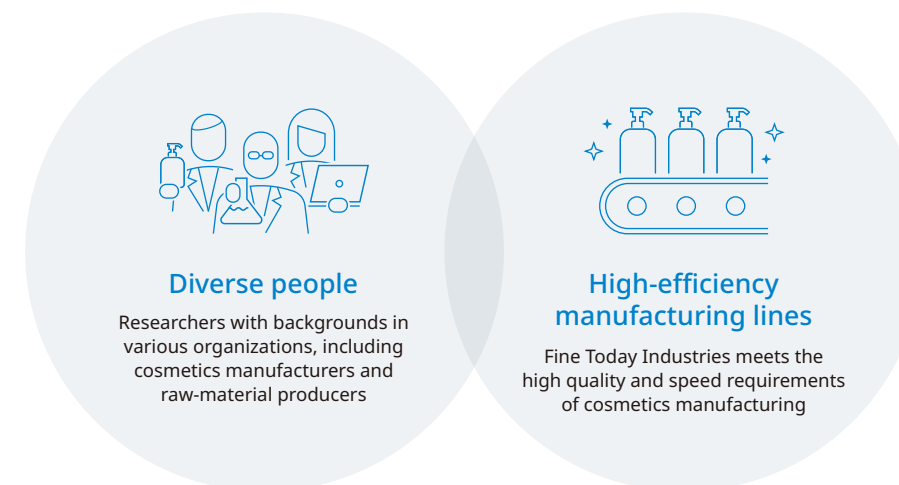 Diverse people
Researchers with backgrounds in
various organizations, including
cosmetics manufacturers and
raw-material producers
High-efficiency
manufacturing lines
Fine Today Industries meets the
high quality and speed requirements
of cosmetics manufacturing